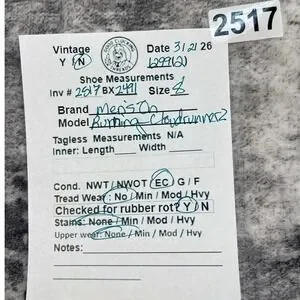 2517
Vintage Date 3/21/26
Y / N
Shoe Measurements
Inv # 2517 BX 2491 Size 8
Brand Men's On
Model Running Cloudrunner 2
Tagless Measurements N/A
Inner: Length Width
Cond. NWT / NWOT EC G / F
Tread Wear: No / Min / Mod / Hvy
Checked for rubber rot? Y / N
Stains: None / Min / Mod / Hvy
Upper wear: None / Min / Mod / Hvy
Notes: